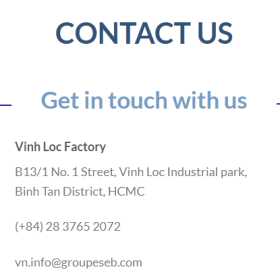 CONTACT US
Get in touch with us
Vinh Loc Factory
B13/1 No. 1 Street, Vinh Loc Industrial park,
Binh Tan District, HCMC
(+84) 28 3765 2072
vn.info@groupeseb.com